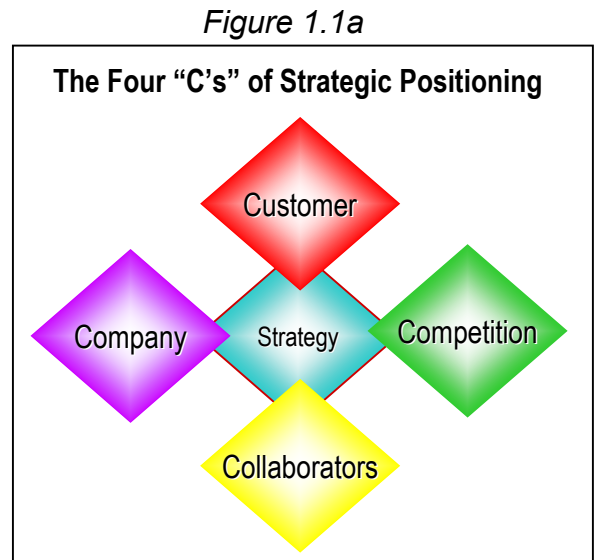 Figure 1.1a
The Four “C’s” of Strategic Positioning
Customer
Company
Strategy
Competition
Collaborators